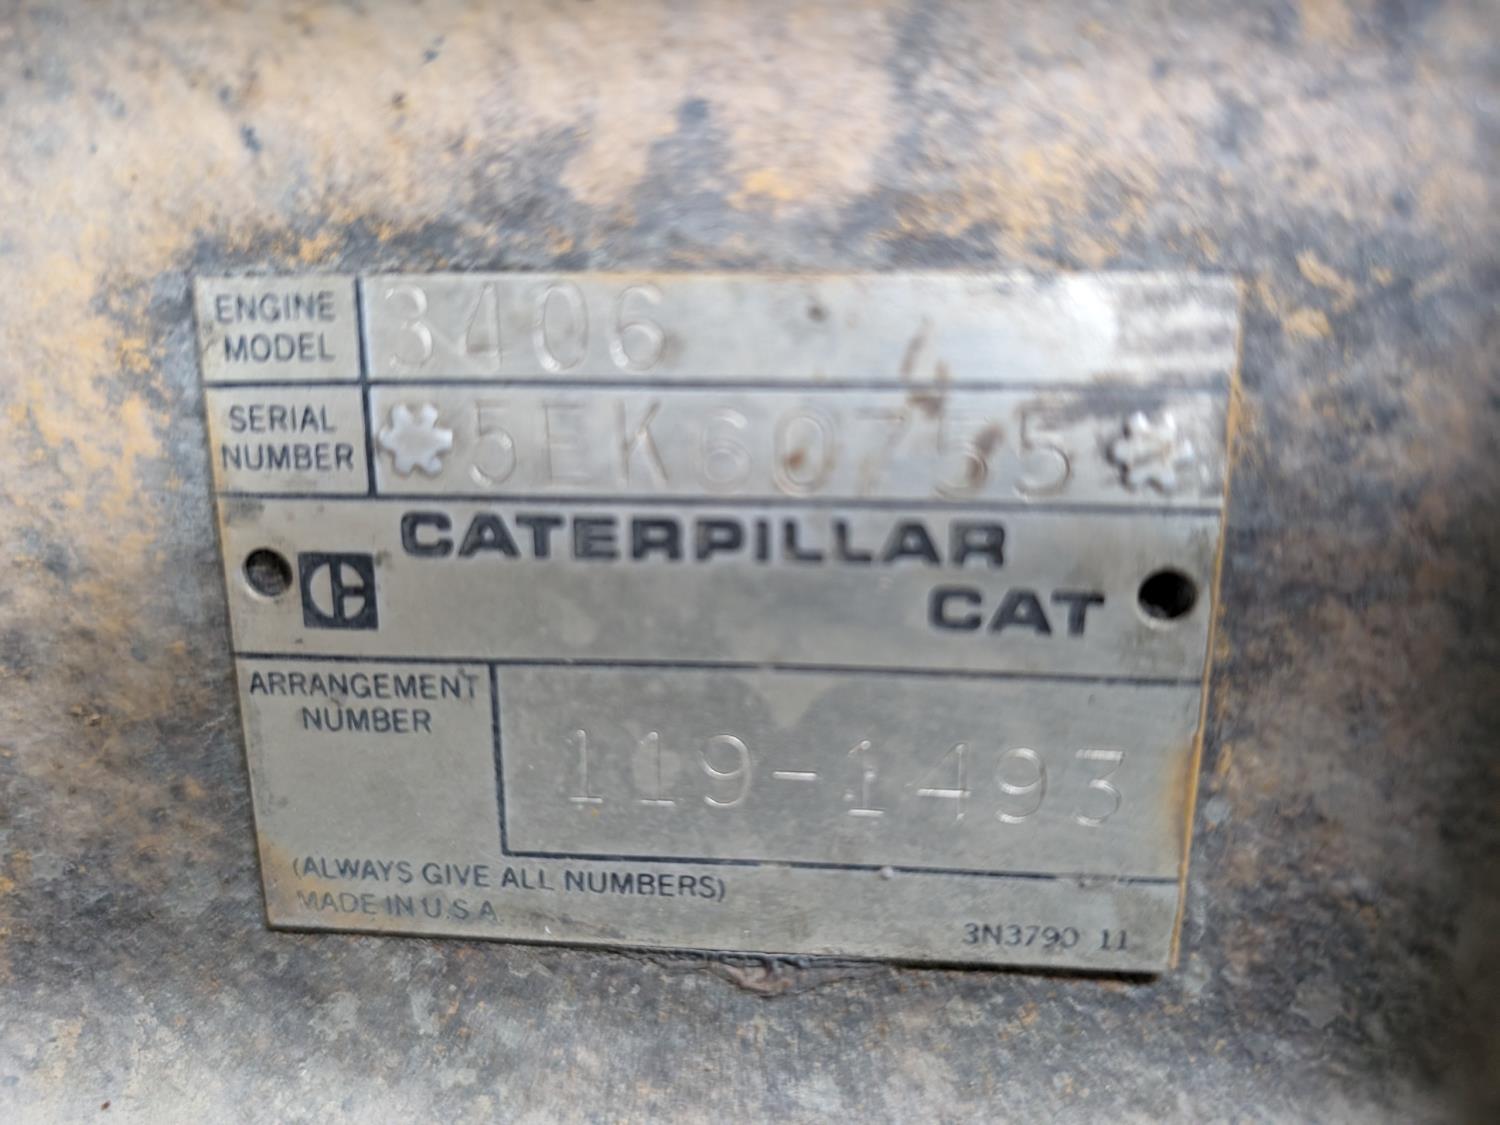 ENGINE MODEL 3406
SERIAL NUMBER *5EK60755*
CATERPILLAR
CAT
ARRANGEMENT NUMBER 119-1493
(ALWAYS GIVE ALL NUMBERS)
MADE IN U.S.A.
3N3790 11